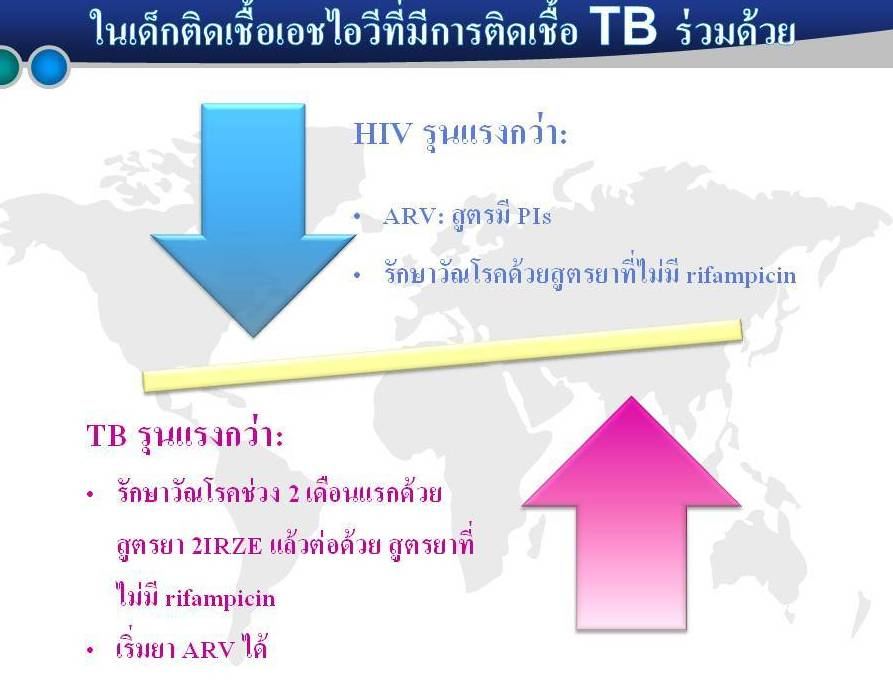 ในเด็กติดเชื้อเอชไอวีที่มีการติดเชื้อ TB ร่วมด้วย
HIV รุนแรงกว่า:
• ARV: สูตรมี PIs
• รักษาวัณโรคด้วยสูตรยาที่ไม่มี rifampicin
TB รุนแรงกว่า:
• รักษาวัณโรคช่วง 2 เดือนแรกด้วย
สูตรยา 2IRZE แล้วต่อด้วย สูตรยาที่
ไม่มี rifampicin
• เริ่มยา ARV ได้